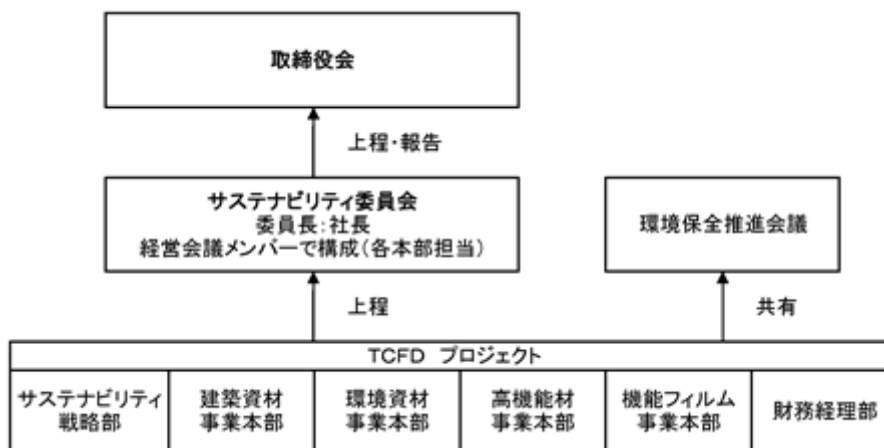 取締役会
上程・報告
サステナビリティ委員会
委員長:社長
経営会議メンバーで構成(各本部担当)
環境保全推進会議
上程
共有
TCFD プロジェクト
サステナビリティ
戦略部
建築資材
事業本部
環境資材
事業本部
高機能材
事業本部
機能フィルム
事業本部
財務経理部